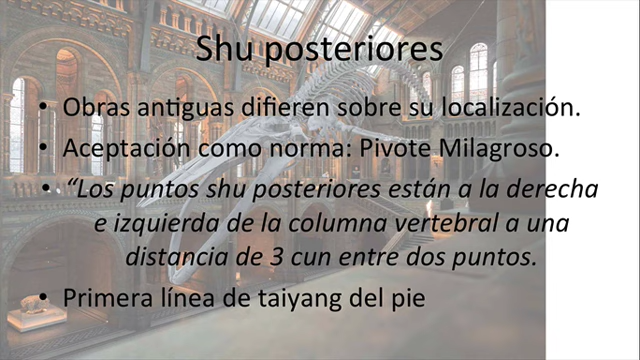 Shu posteriores
• Obras antiguas difieren sobre su localización.
• Aceptación como norma: Pivote Milagroso.
• “Los puntos shu posteriores están a la derecha
e izquierda de la columna vertebral a una
distancia de 3 cun entre dos puntos.
• Primera línea de taiyang del pie